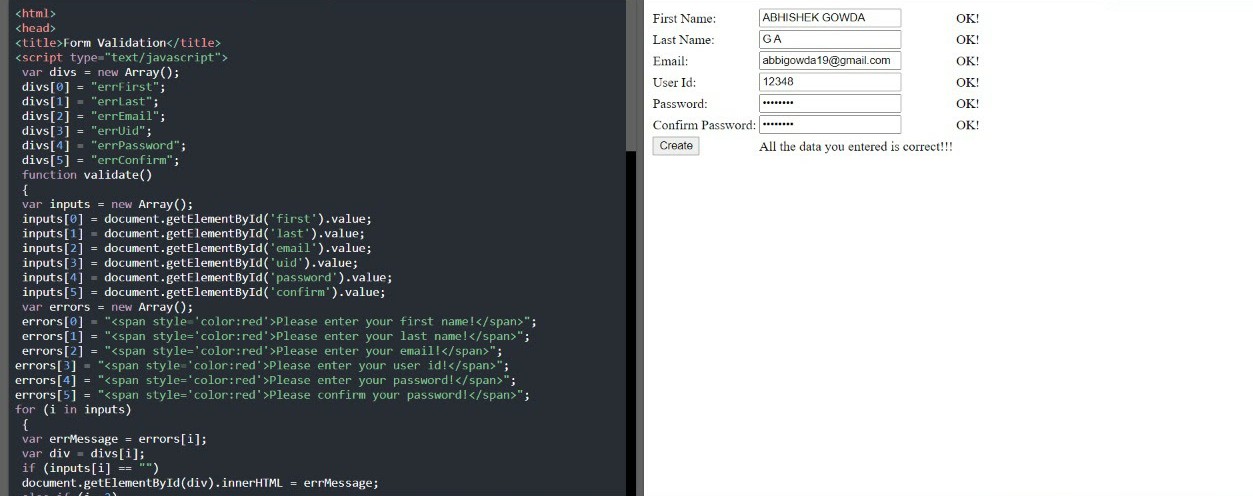 <html>
<head>
<title>Form Validation</title>
<script type="text/javascript">
var divs = new Array();
divs[0] = "errFirst";
divs[1] = "errLast";
divs[2] = "errEmail";
divs[3] = "errUid";
divs[4] = "errPassword";
divs[5] = "errConfirm";
function validate()
{
var inputs = new Array();
inputs[0] = document.getElementById('first').value;
inputs[1] = document.getElementById('last').value;
inputs[2] = document.getElementById('email').value;
inputs[3] = document.getElementById('uid').value;
inputs[4] = document.getElementById('password').value;
inputs[5] = document.getElementById('confirm').value;
var errors = new Array();
errors[0] = "<span style='color:red'>Please enter your first name!</span>";
errors[1] = "<span style='color:red'>Please enter your last name!</span>";
errors[2] = "<span style='color:red'>Please enter your email!</span>";
errors[3] = "<span style='color:red'>Please enter your user id!</span>";
errors[4] = "<span style='color:red'>Please enter your password!</span>";
errors[5] = "<span style='color:red'>Please confirm your password!</span>";
for (i in inputs)
{
var errMessage = errors[i];
var div = divs[i];
if (inputs[i] == "")
document.getElementById(div).innerHTML = errMessage;
First Name: ABHISHEK GOWDA OK!
Last Name: G A OK!
Email: abbigowda19@gmail.com OK!
User Id: 12348 OK!
Password: •••••••• OK!
Confirm Password: •••••••• OK!
Create All the data you entered is correct!!!